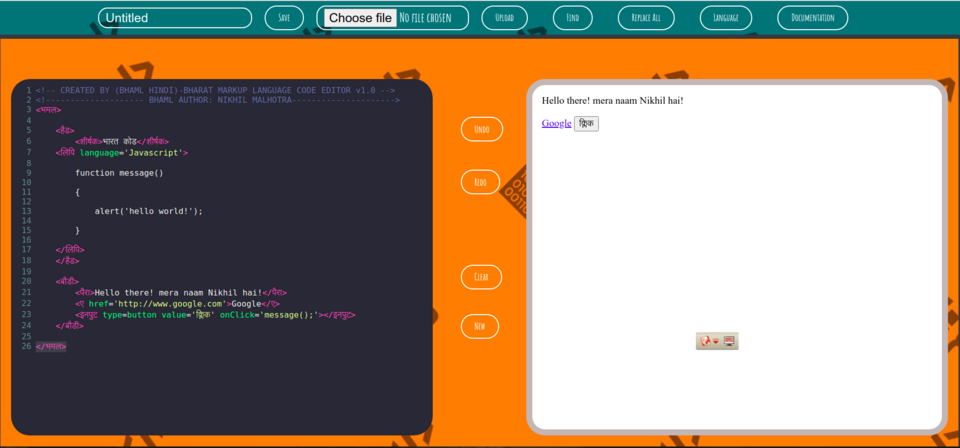 Untitled
Save
Choose file No file chosen
Upload
Find
Replace All
Language
Documentation
1 <!-- CREATED BY (BHAML HINDI)-BHARAT MARKUP LANGUAGE CODE EDITOR v1.0 -->
2 <!-------------------- BHAML AUTHOR: NIKHIL MALHOTRA--------------------->
3 <भमल>
4
5 <हैड>
6 <शीर्षक>भारत कोड</शीर्षक>
7 <लिपि language='Javascript'>
8
9 function message()
10
11 {
12
13 alert('hello world!');
14
15 }
16
17 </लिपि>
18 </हैड>
19
20 <बौडी>
21 <पैरा>Hello there! mera naam Nikhil hai!</पैरा>
22 <ए href='http://www.google.com'>Google</ए>
23 <इनपुट type=button value='क्लिक' onClick='message();'></इनपुट>
24 </बौडी>
25
26 </भमल>
Undo
Redo
Clear
New
Hello there! mera naam Nikhil hai!
Google क्लिक